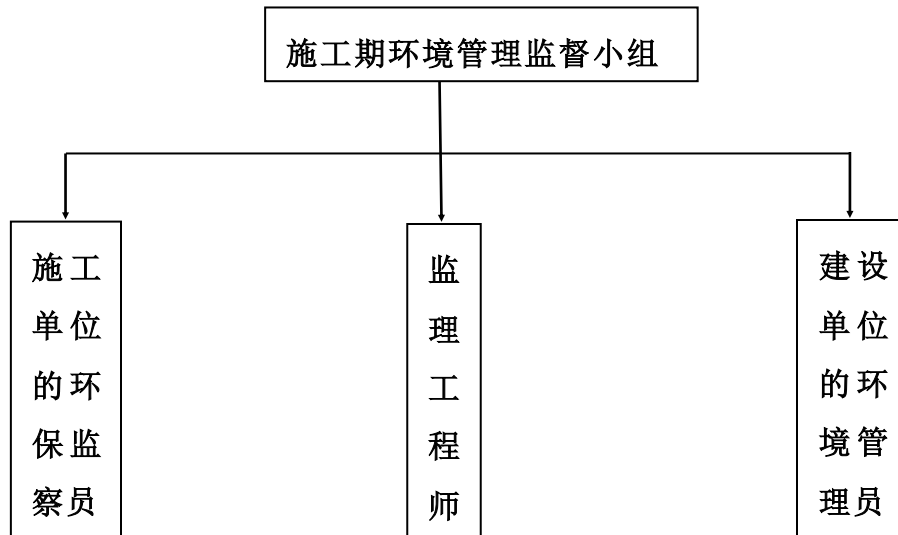 施工期环境管理监督小组
施工
单位
的环
保监
察员
监
理
工
程
师
建设
单位
的环
境管
理员